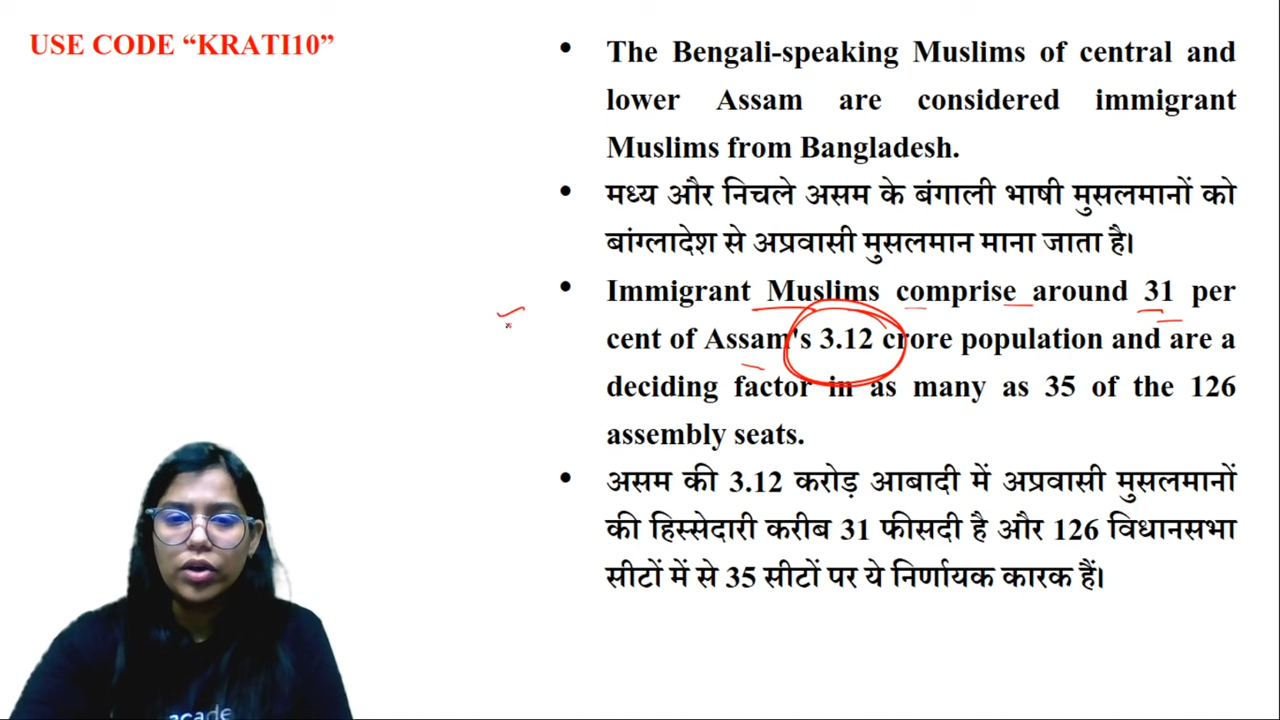 USE CODE “KRATI10”
• The Bengali-speaking Muslims of central and
lower Assam are considered immigrant
Muslims from Bangladesh.
• मध्य और निचले असम के बंगाली भाषी मुसलमानों को
बांग्लादेश से अप्रवासी मुसलमान माना जाता है।
• Immigrant Muslims comprise around 31 per
cent of Assam's 3.12 crore population and are a
deciding factor in as many as 35 of the 126
assembly seats.
• असम की 3.12 करोड़ आबादी में अप्रवासी मुसलमानों
की हिस्सेदारी करीब 31 फीसदी है और 126 विधानसभा
सीटों में से 35 सीटों पर ये निर्णायक कारक हैं।